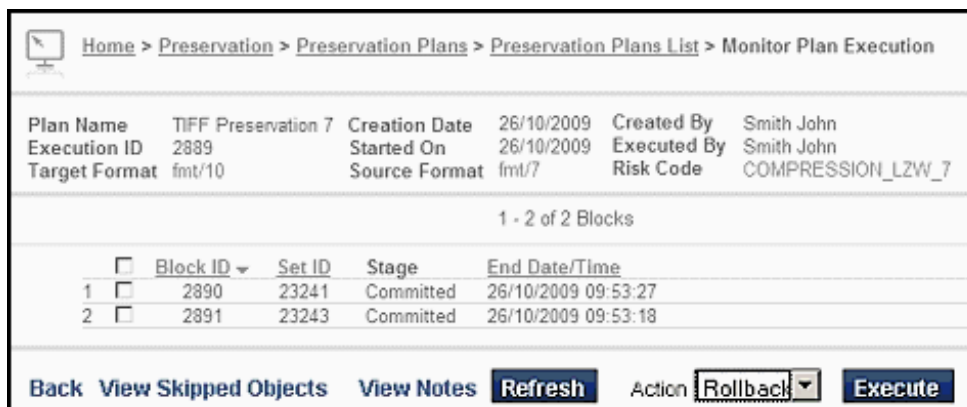 Home > Preservation > Preservation Plans > Preservation Plans List > Monitor Plan Execution
Plan Name TIFF Preservation 7 Creation Date 26/10/2009 Created By Smith John
Execution ID 2889 Started On 26/10/2009 Executed By Smith John
Target Format fmt/10 Source Format fmt/7 Risk Code COMPRESSION_LZW_7
1 - 2 of 2 Blocks
Block ID Set ID Stage End Date/Time
1 2890 23241 Committed 26/10/2009 09:53:27
2 2891 23243 Committed 26/10/2009 09:53:18
Back View Skipped Objects View Notes Refresh Action Rollback Execute